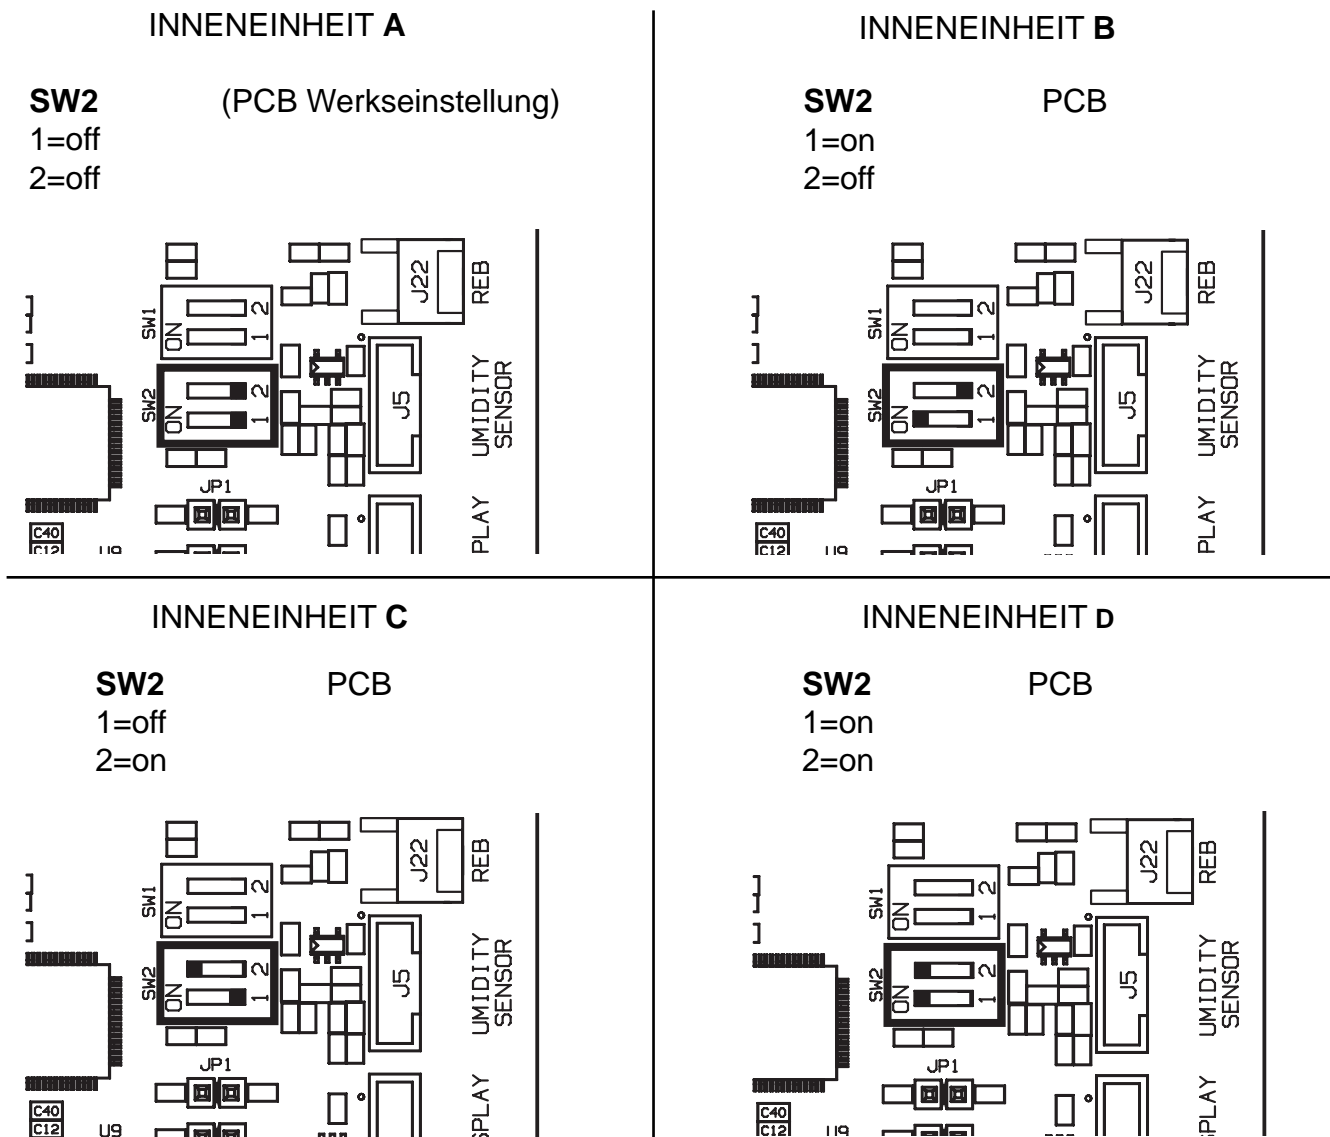 INNENEINHEIT A
SW2 (PCB Werkseinstellung)
1=off
2=off
J22
REB
SW1
ON
2
1
SW2
ON
2
1
J5
UMIDITY
SENSOR
JP1
PLAY
C40
C12
U9
INNENEINHEIT B
SW2 PCB
1=on
2=off
J22
REB
SW1
ON
2
1
SW2
ON
2
1
J5
UMIDITY
SENSOR
JP1
PLAY
C40
C12
U9
INNENEINHEIT C
SW2 PCB
1=off
2=on
J22
REB
SW1
ON
2
1
SW2
ON
2
1
J5
UMIDITY
SENSOR
JP1
SPLAY
C40
C12
U9
INNENEINHEIT D
SW2 PCB
1=on
2=on
J22
REB
SW1
ON
2
1
SW2
ON
2
1
J5
UMIDITY
SENSOR
JP1
SPLAY
C40
C12
U9